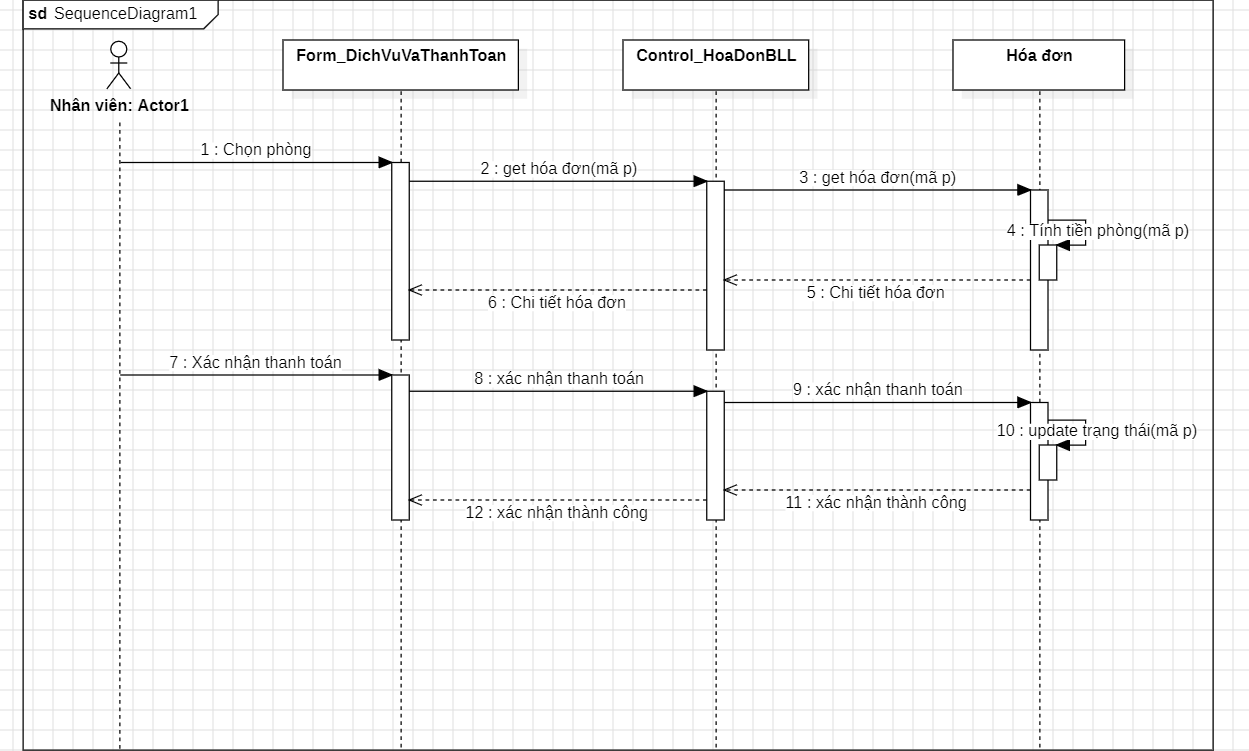 sd SequenceDiagram1
Form_DichVuVaThanhToan
Control_HoaDonBLL
Hóa đơn
Nhân viên: Actor1
1 : Chọn phòng
2 : get hóa đơn(mã p)
3 : get hóa đơn(mã p)
4 : Tính tiền phòng(mã p)
5 : Chi tiết hóa đơn
6 : Chi tiết hóa đơn
7 : Xác nhận thanh toán
8 : xác nhận thanh toán
9 : xác nhận thanh toán
10 : update trạng thái(mã p)
11 : xác nhận thành công
12 : xác nhận thành công